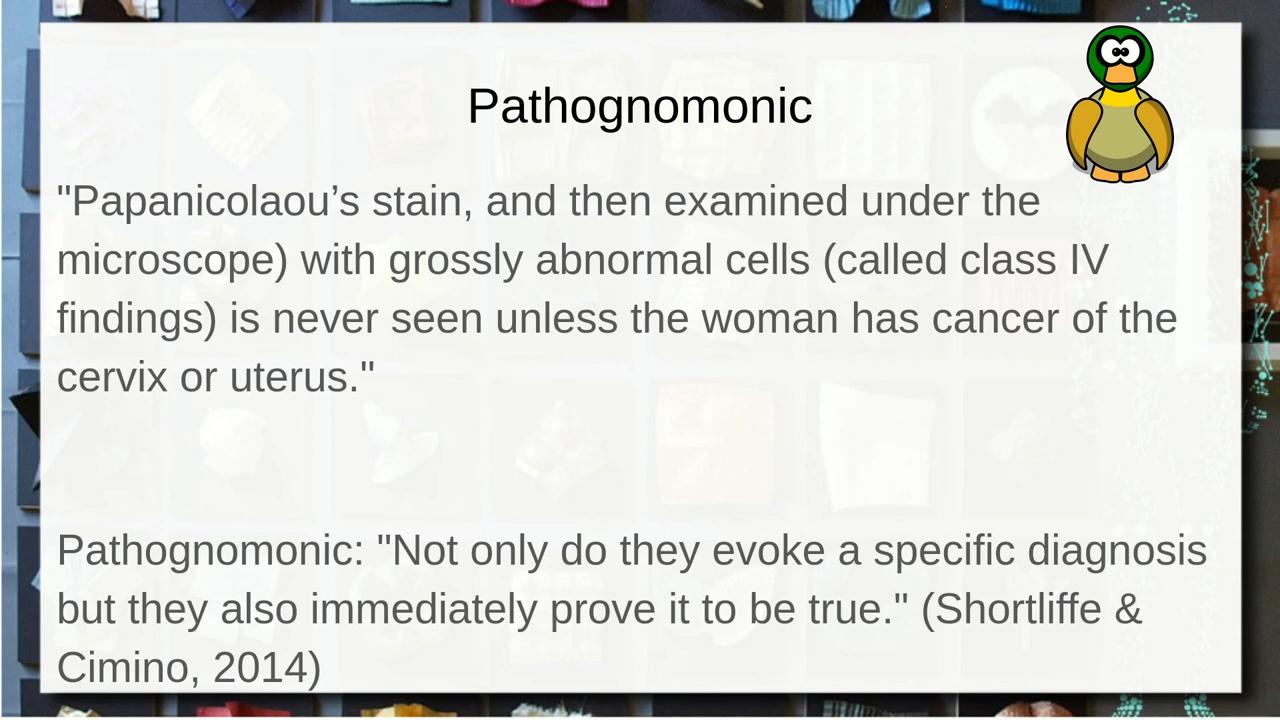 Pathognomonic
"Papanicolaou’s stain, and then examined under the
microscope) with grossly abnormal cells (called class IV
findings) is never seen unless the woman has cancer of the
cervix or uterus."
Pathognomonic: "Not only do they evoke a specific diagnosis
but they also immediately prove it to be true." (Shortliffe &
Cimino, 2014)